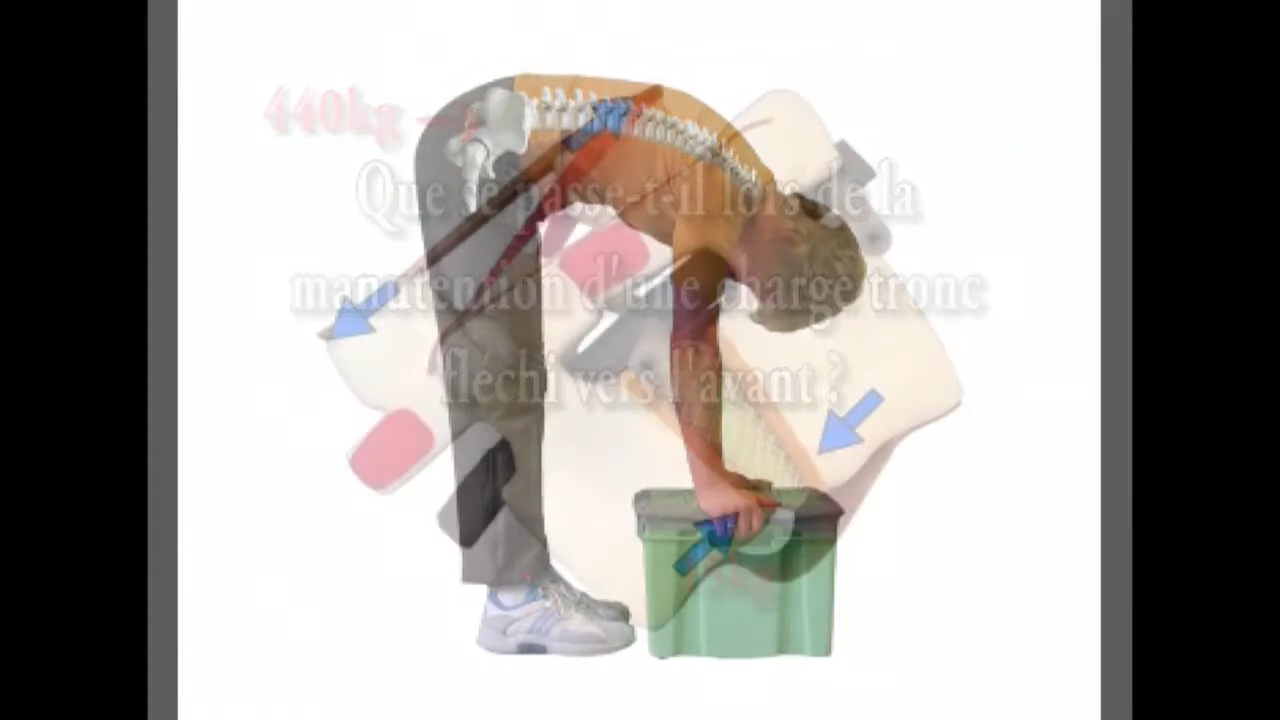 440kg
Que se passe-t-il lors de la
manutention d'une charge tronc
fléchi vers l'avant ?